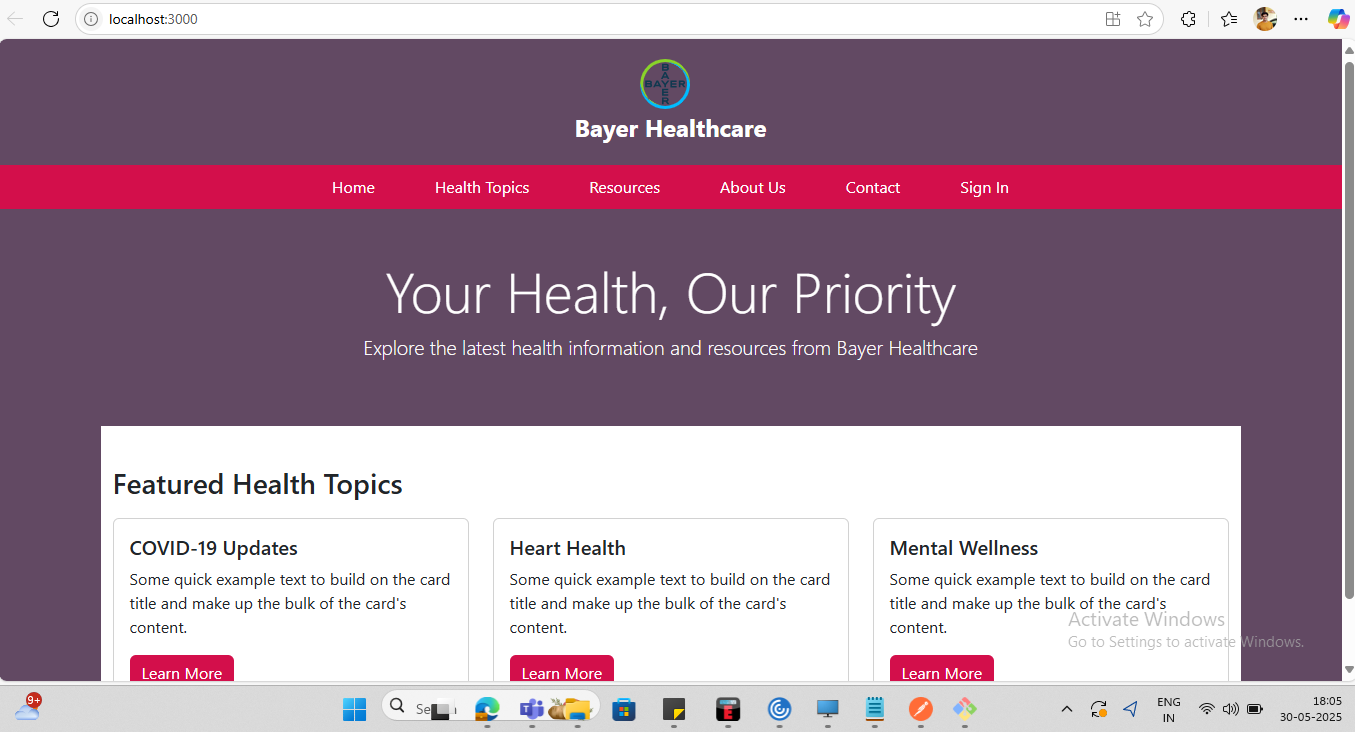 localhost:3000
BAYER
BAYER
Bayer Healthcare
Home Health Topics Resources About Us Contact Sign In
Your Health, Our Priority
Explore the latest health information and resources from Bayer Healthcare
Featured Health Topics
COVID-19 Updates
Some quick example text to build on the card
title and make up the bulk of the card's
content.
Learn More
Heart Health
Some quick example text to build on the card
title and make up the bulk of the card's
content.
Learn More
Mental Wellness
Some quick example text to build on the card
title and make up the bulk of the card's
content.
Learn More
Activate Windows
Go to Settings to activate Windows.
9+
ENG
IN
18:05
30-05-2025